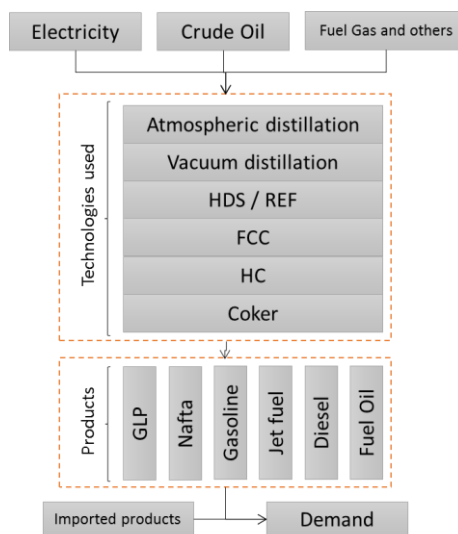 Electricity
Crude Oil
Fuel Gas and others
Technologies used
Atmospheric distillation
Vacuum distillation
HDS / REF
FCC
HC
Coker
Products
GLP
Nafta
Gasoline
Jet fuel
Diesel
Fuel Oil
Imported products
Demand